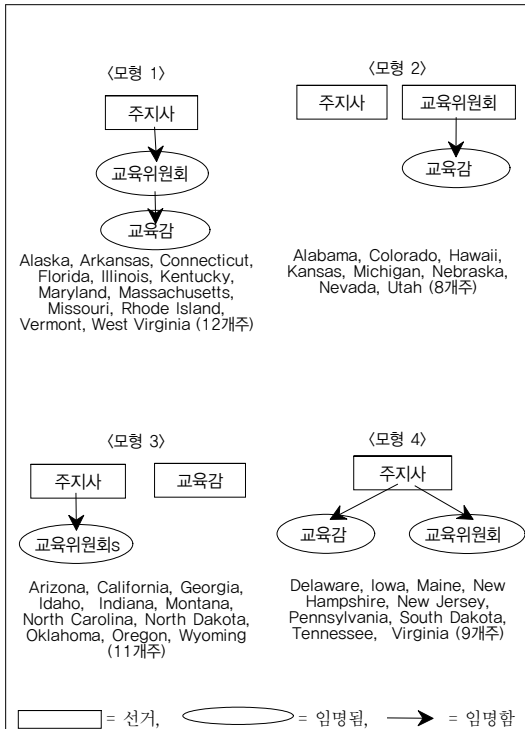 〈모형 1〉
주지사
교육위원회
교육감
Alaska, Arkansas, Connecticut,
Florida, Illinois, Kentucky,
Maryland, Massachusetts,
Missouri, Rhode Island,
Vermont, West Virginia (12개주)
〈모형 2〉
주지사 교육위원회
교육감
Alabama, Colorado, Hawaii,
Kansas, Michigan, Nebraska,
Nevada, Utah (8개주)
〈모형 3〉
주지사 교육감
교육위원회s
Arizona, California, Georgia,
Idaho, Indiana, Montana,
North Carolina, North Dakota,
Oklahoma, Oregon, Wyoming
(11개주)
〈모형 4〉
주지사
교육감 교육위원회
Delaware, Iowa, Maine, New
Hampshire, New Jersey,
Pennsylvania, South Dakota,
Tennessee, Virginia (9개주)
= 선거, = 임명됨, = 임명함